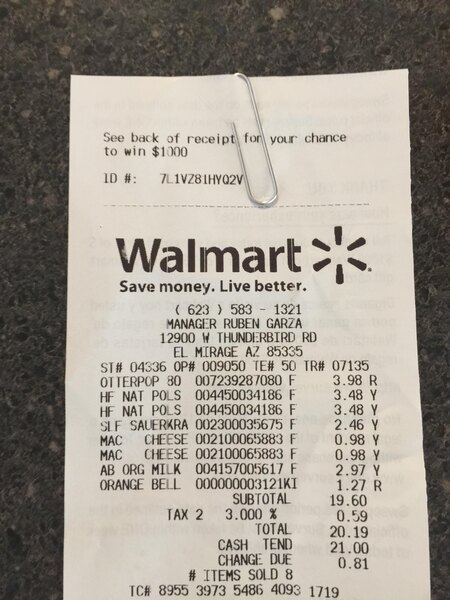 See back of receipt for your chance
to win $1000
ID #: 7L1VZ81HYQ2V
Walmart
Save money. Live better.
( 623 ) 583 - 1321
MANAGER RUBEN GARZA
12900 W THUNDERBIRD RD
EL MIRAGE AZ 85335
ST# 04336 OP# 009050 TE# 50 TR# 07135
OTTERPOP 80 007239287080 F 3.98 R
HF NAT POLS 004450034186 F 3.48 Y
HF NAT POLS 004450034186 F 3.48 Y
SLF SAUERKRA 002300035675 F 2.46 Y
MAC CHEESE 002100065883 F 0.98 Y
MAC CHEESE 002100065883 F 0.98 Y
AB ORG MILK 004157005617 F 2.97 Y
ORANGE BELL 000000003121KI 1.27 R
SUBTOTAL 19.60
TAX 2 3.000 % 0.59
TOTAL 20.19
CASH TEND 21.00
CHANGE DUE 0.81
# ITEMS SOLD 8
TC# 8955 3973 5486 4093 1719